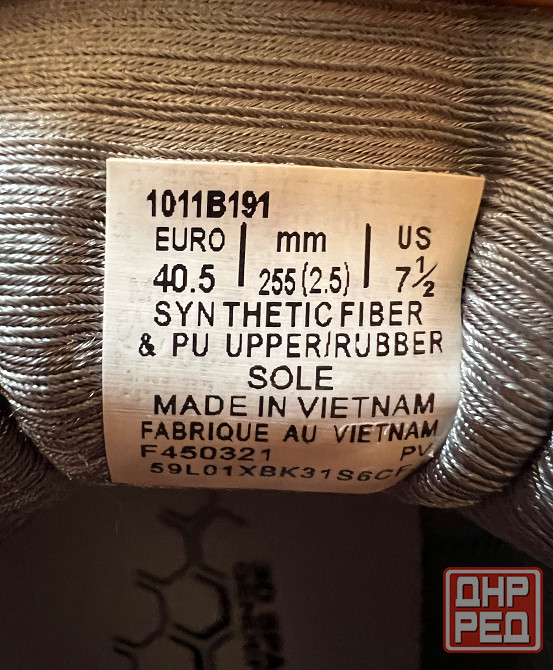 1011B191
EURO | mm | US
40.5 | 255(2.5) | 7½
SYNTHETIC FIBER
& PU UPPER/RUBBER
SOLE
MADE IN VIETNAM
FABRIQUE AU VIETNAM
F450321 PV
59L01XBK31S6CF
ДНР
РЕД